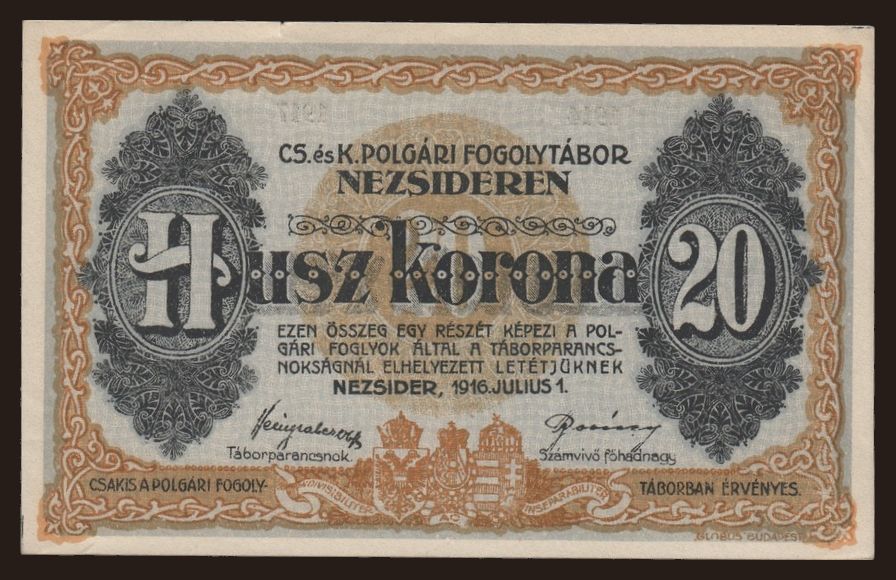 CS. és K. POLGÁRI FOGOLYTÁBOR
NEZSIDEREN
Husz korona 20
EZEN ÖSSZEG EGY RÉSZÉT KÉPEZI A POL-
GÁRI FOGLYOK ÁLTAL A TÁBORPARANCS-
NOKSÁGNÁL ELHELYEZETT LETÉTJÜKNEK
NEZSIDER, 1916. JULIUS 1.
Táborparancsnok. Számvivő főhadnagy
CSAKIS A POLGÁRI FOGOLY- INDIVISIBILITER AC INSEPARABILITER TÁBORBAN ÉRVÉNYES.
"GLOBUS" BUDAPEST